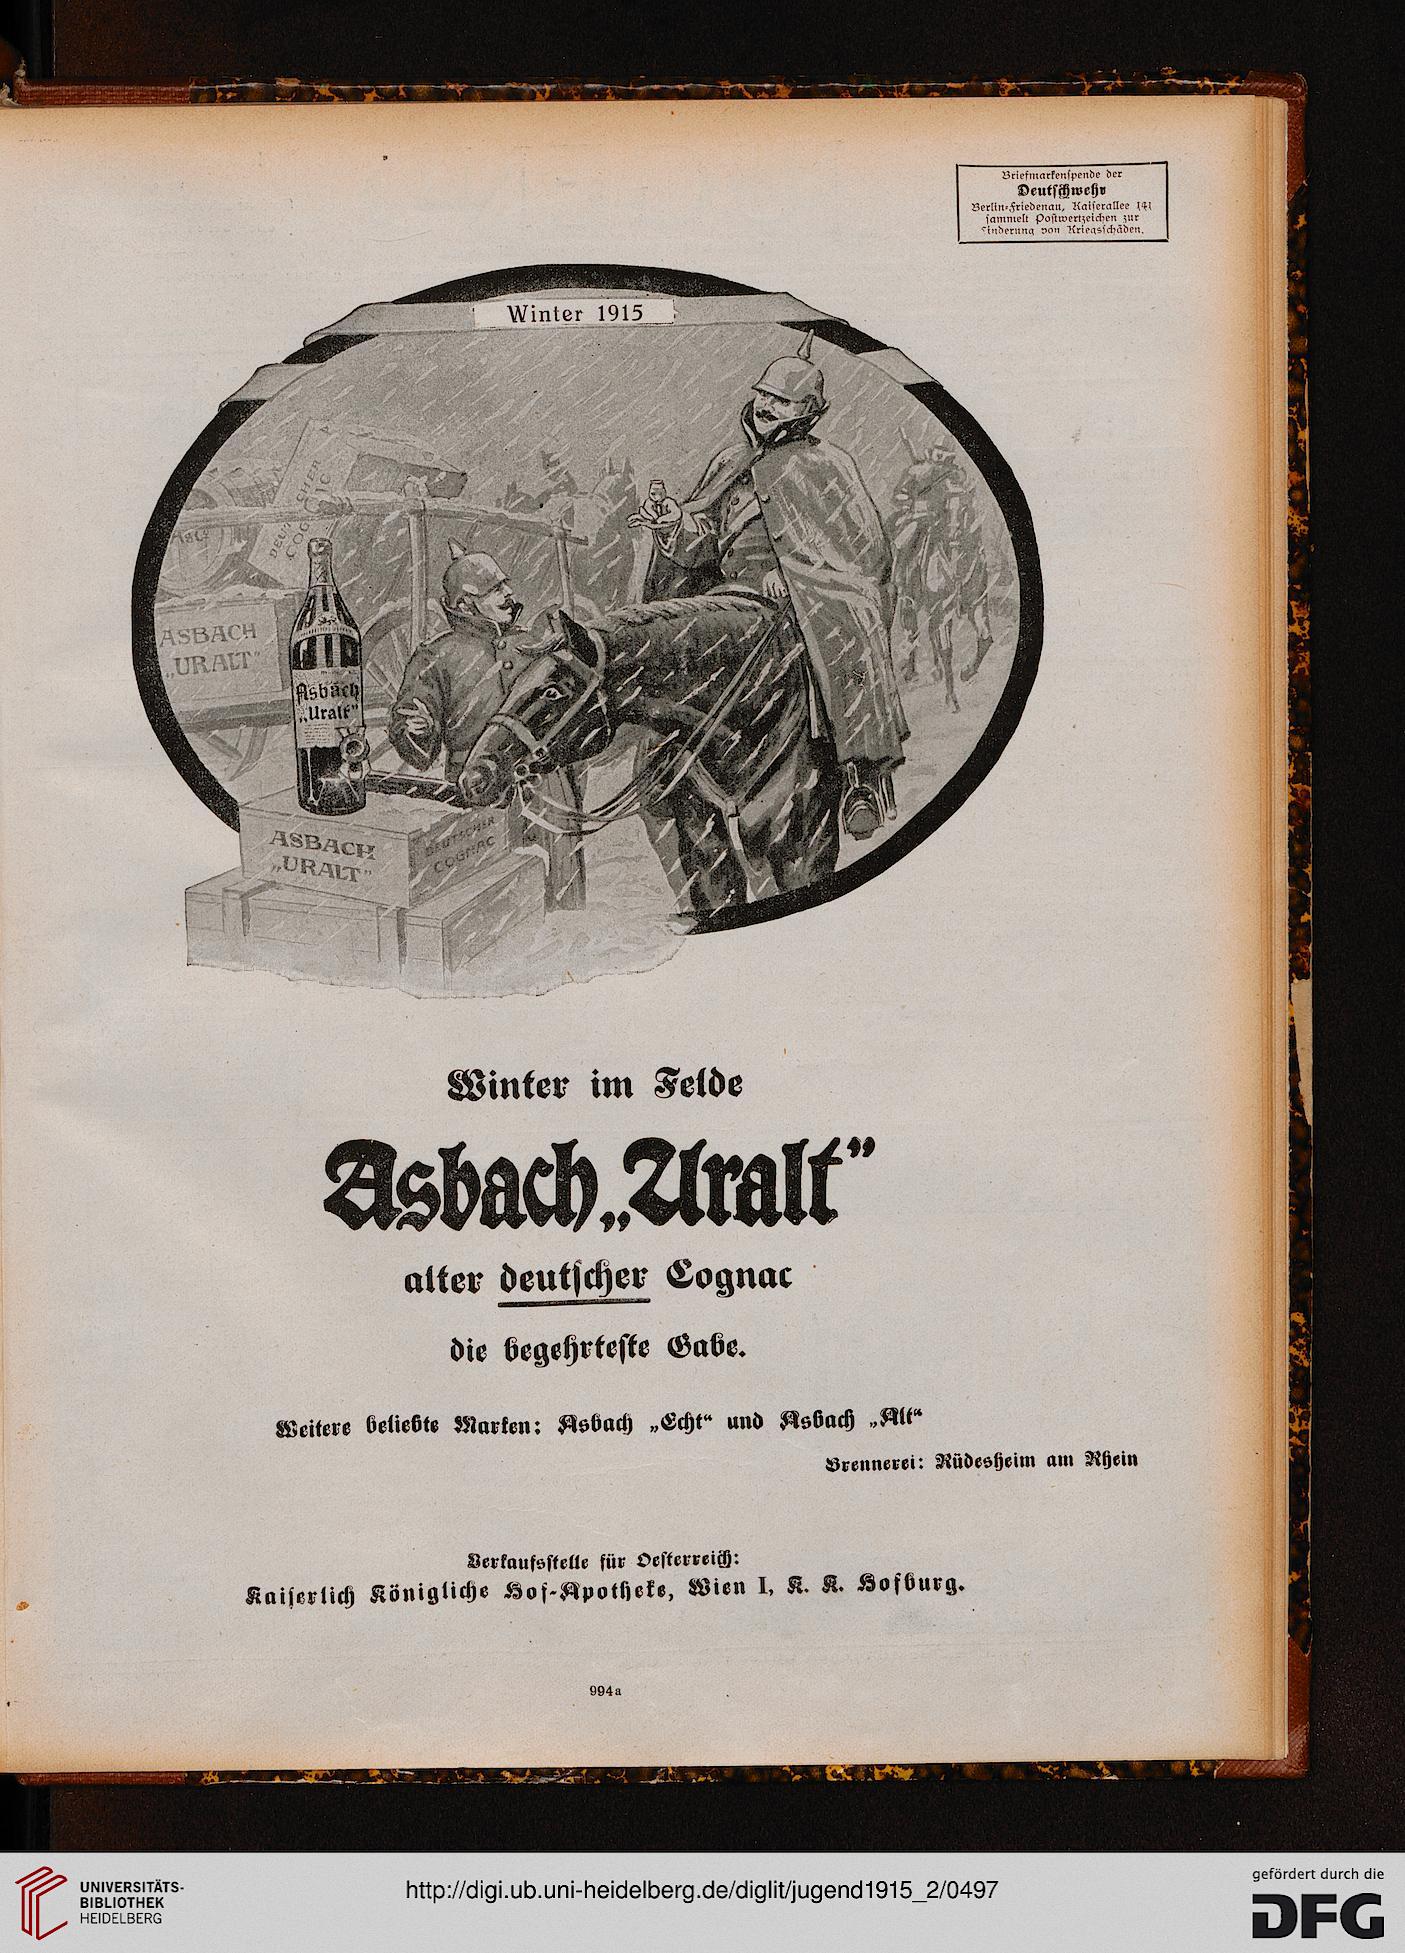 Briefmarkenspende der
Deutschwehr
Berlin-Friedenau, Kaiserallee 141
sammelt Postwertzeichen zur
Linderung von Kriegsschäden.
Winter 1915
DEUTSCHER
COGNAC
ASBACH
„URALT"
Asbach
„Uralt"
ASBACH
„URALT"
DEUTSCHER
COGNAC
Winter im Felde
Asbach „Uralt"
alter deutscher Cognac
die begehrteste Gabe.
Weitere beliebte Marken: Asbach „Echt“ und Asbach „Alt“
Brennerei: Rüdesheim am Rhein
Verkaufsstelle für Oesterreich:
Kaiserlich Königliche Hof-Apotheke, Wien I, K. K. Hofburg.
994a
UNIVERSITÄTS-
BIBLIOTHEK
HEIDELBERG
http://digi.ub.uni-heidelberg.de/diglit/jugend1915_2/0497
gefördert durch die
DFG